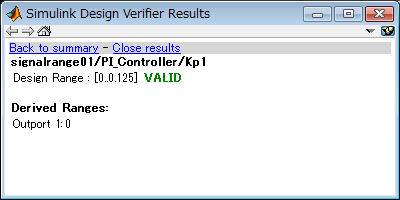 Simulink Design Verifier Results
Back to summary - Close results
signalrange01/PI_Controller/Kp1
Design Range : [0..0.125] VALID
Derived Ranges:
Outport 1: 0